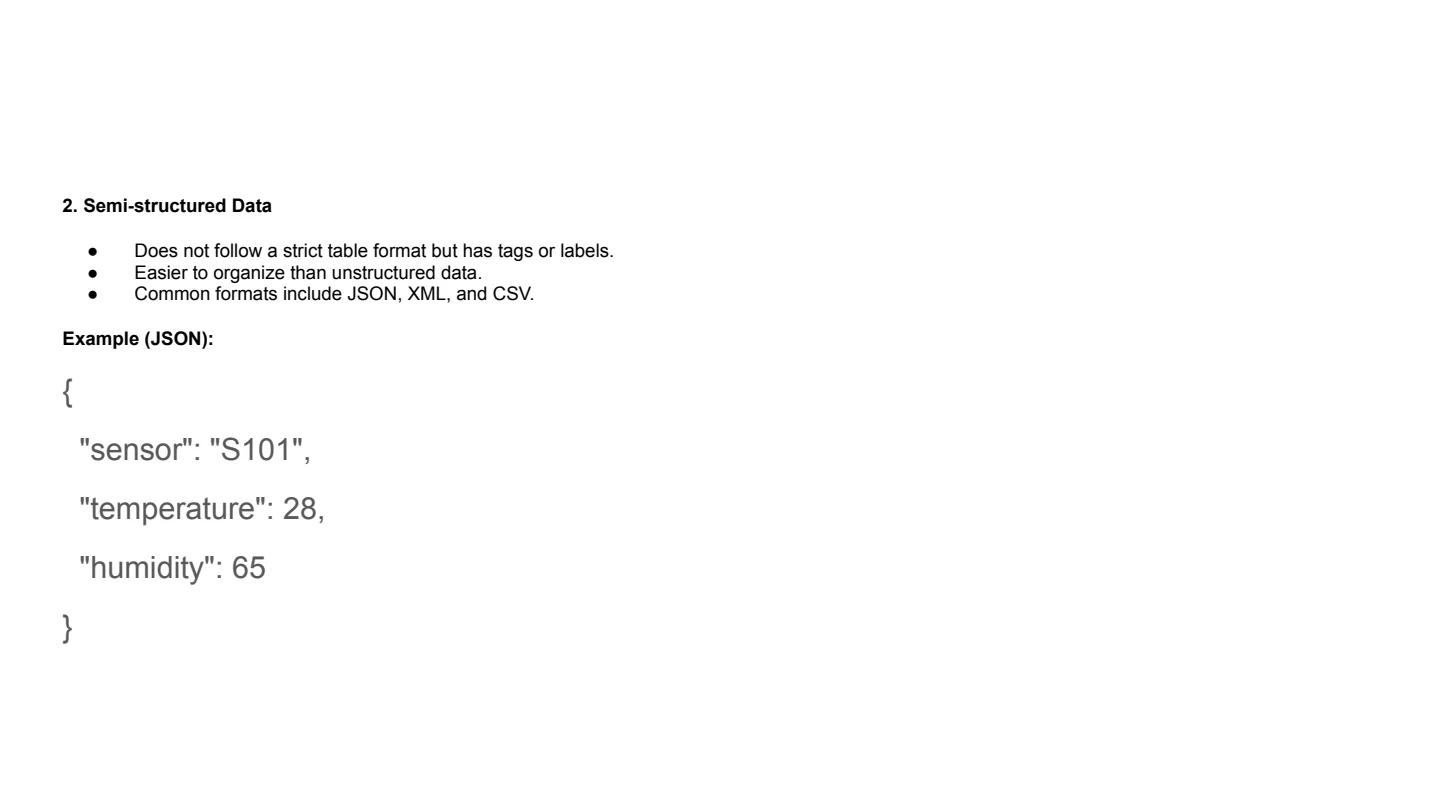 2. Semi-structured Data
● Does not follow a strict table format but has tags or labels.
● Easier to organize than unstructured data.
● Common formats include JSON, XML, and CSV.
Example (JSON):
{
"sensor": "S101",
"temperature": 28,
"humidity": 65
}